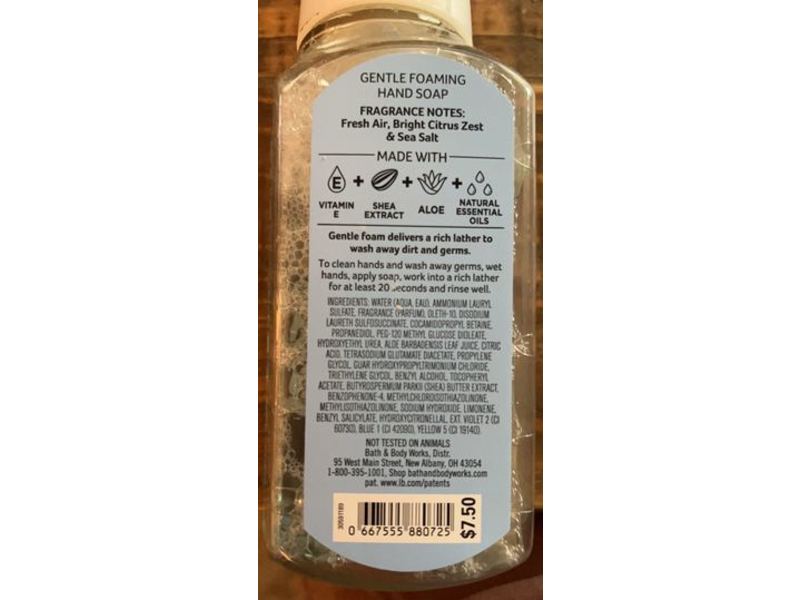 GENTLE FOAMING
HAND SOAP
FRAGRANCE NOTES:
Fresh Air, Bright Citrus Zest
& Sea Salt
MADE WITH
E
VITAMIN
E
SHEA
EXTRACT
ALOE
NATURAL
ESSENTIAL
OILS
Gentle foam delivers a rich lather to
wash away dirt and germs.
To clean hands and wash away germs, wet
hands, apply soap, work into a rich lather
for at least 20 seconds and rinse well.
INGREDIENTS: WATER (AQUA, EAU), AMMONIUM LAURYL
SULFATE, FRAGRANCE (PARFUM), OLETH-10, DISODIUM
LAURETH SULFOSUCCINATE, COCAMIDOPROPYL BETAINE,
PROPANEDIOL, PEG-120 METHYL GLUCOSE DIOLEATE,
HYDROXYETHYL UREA, ALOE BARBADENSIS LEAF JUICE, CITRIC
ACID, TETRASODIUM GLUTAMATE DIACETATE, PROPYLENE
GLYCOL, GUAR HYDROXYPROPYLTRIMONIUM CHLORIDE,
TRIETHYLENE GLYCOL, BENZYL ALCOHOL, TOCOPHERYL
ACETATE, BUTYROSPERMUM PARKII (SHEA) BUTTER EXTRACT,
BENZOPHENONE-4, METHYLCHLOROISOTHIAZOLINONE,
METHYLISOTHIAZOLINONE, SODIUM HYDROXIDE, LIMONENE,
BENZYL SALICYLATE, HYDROXYCITRONELLAL, EXT. VIOLET 2 (CI
60730), BLUE 1 (CI 42090), YELLOW 5 (CI 19140).
NOT TESTED ON ANIMALS
Bath & Body Works, Distr.
95 West Main Street, New Albany, OH 43054
1-800-395-1001, Shop bathandbodyworks.com
pat. www.lb.com/patents
30591189
0 667555 880725
$7.50